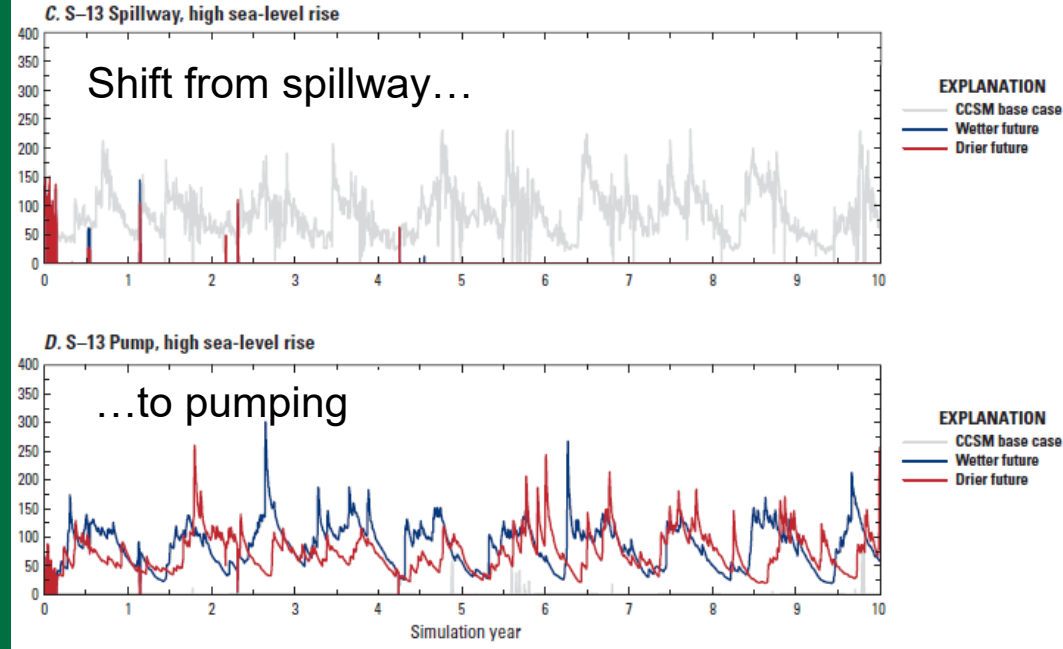 C. S–13 Spillway, high sea-level rise
400
350
300
250
200
150
100
50
0
Shift from spillway…
0 1 2 3 4 5 6 7 8 9 10
EXPLANATION
CCSM base case
Wetter future
Drier future
D. S–13 Pump, high sea-level rise
400
350
300
250
200
150
100
50
0
…to pumping
0 1 2 3 4 5 6 7 8 9 10
Simulation year
EXPLANATION
CCSM base case
Wetter future
Drier future